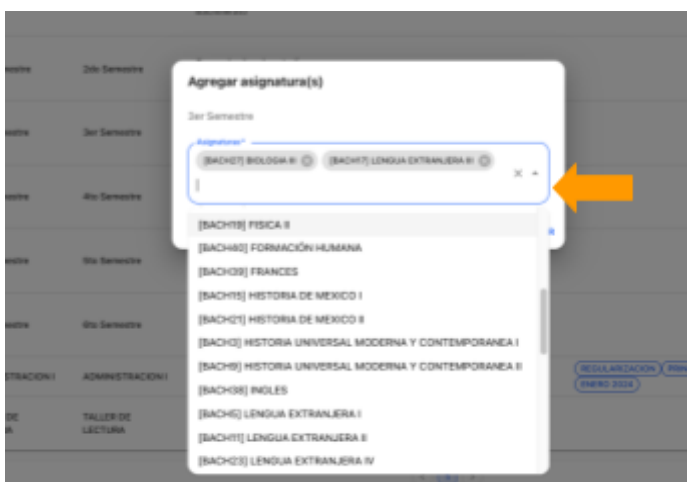 2do Semestre
3er Semestre
4to Semestre
5to Semestre
6to Semestre
ADMINISTRACION I
REGULARIZACION
ENERO 2024
TALLER DE
LECTURA
Agregar asignatura(s)
3er Semestre
Asignaturas*
[BACH27] BIOLOGIA III
[BACH17] LENGUA EXTRANJERA III
[BACH19] FISICA II
[BACH40] FORMACIÓN HUMANA
[BACH39] FRANCES
[BACH15] HISTORIA DE MEXICO I
[BACH21] HISTORIA DE MEXICO II
[BACH3] HISTORIA UNIVERSAL MODERNA Y CONTEMPORANEA I
[BACH9] HISTORIA UNIVERSAL MODERNA Y CONTEMPORANEA II
[BACH38] INGLES
[BACH5] LENGUA EXTRANJERA I
[BACH11] LENGUA EXTRANJERA II
[BACH23] LENGUA EXTRANJERA IV